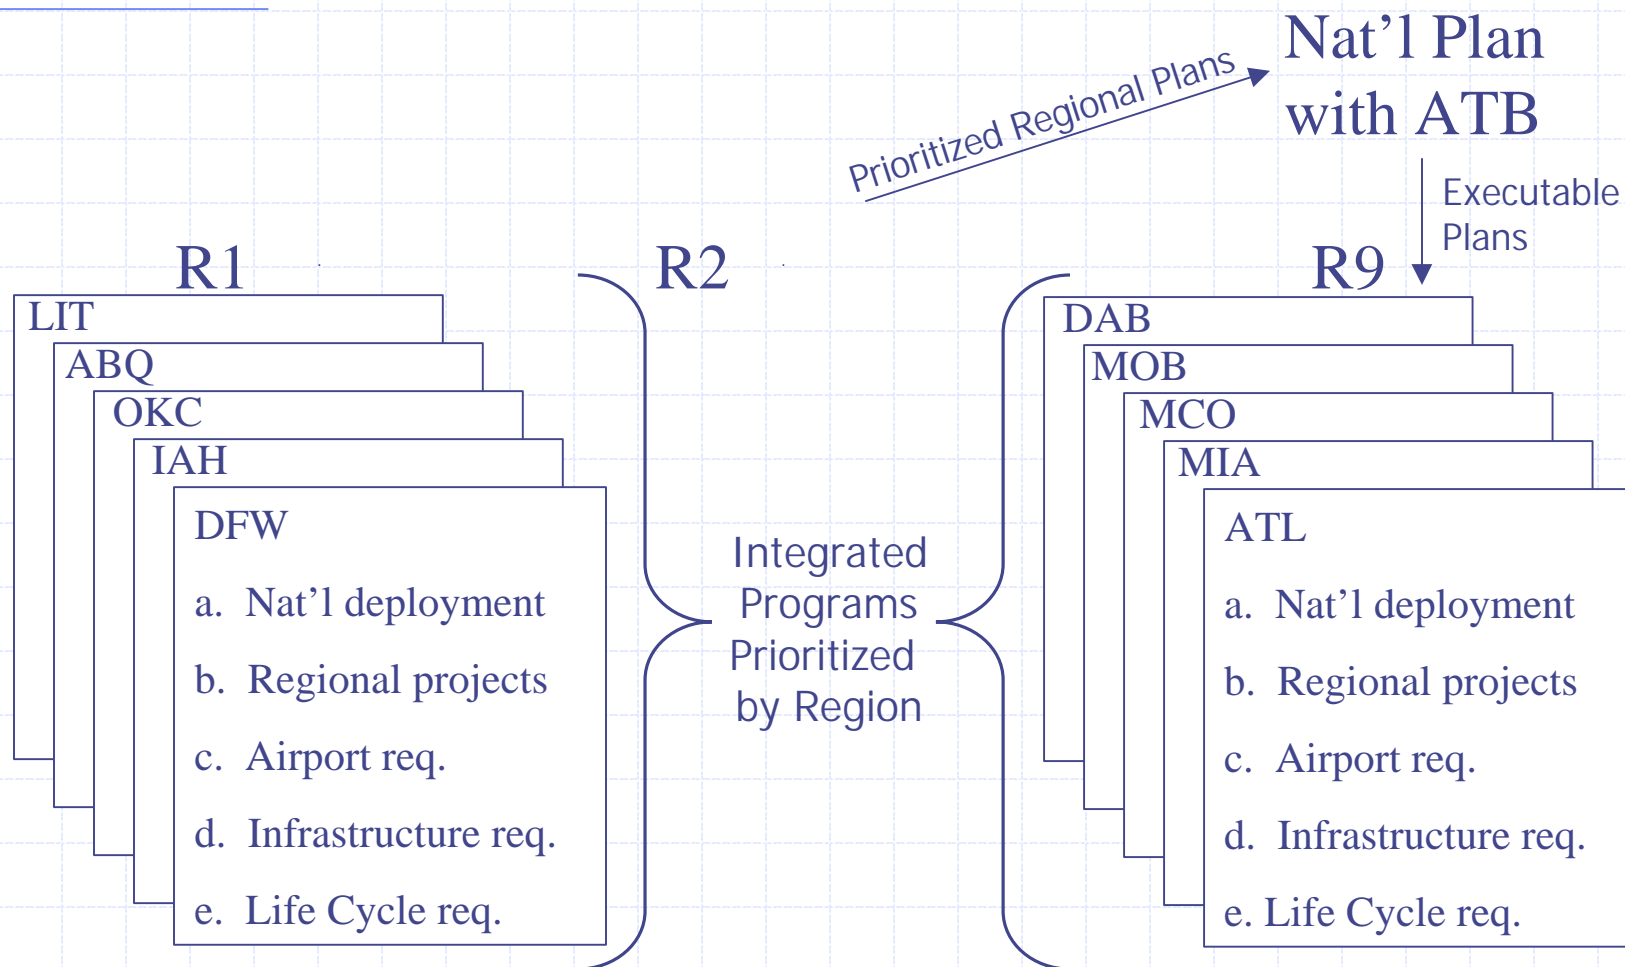 Nat’l Plan
with ATB
Prioritized Regional Plans
Executable
Plans
R1
R2
R9
LIT
ABQ
OKC
IAH
DFW
a. Nat’l deployment
b. Regional projects
c. Airport req.
d. Infrastructure req.
e. Life Cycle req.
Integrated
Programs
Prioritized
by Region
DAB
MOB
MCO
MIA
ATL
a. Nat’l deployment
b. Regional projects
c. Airport req.
d. Infrastructure req.
e. Life Cycle req.